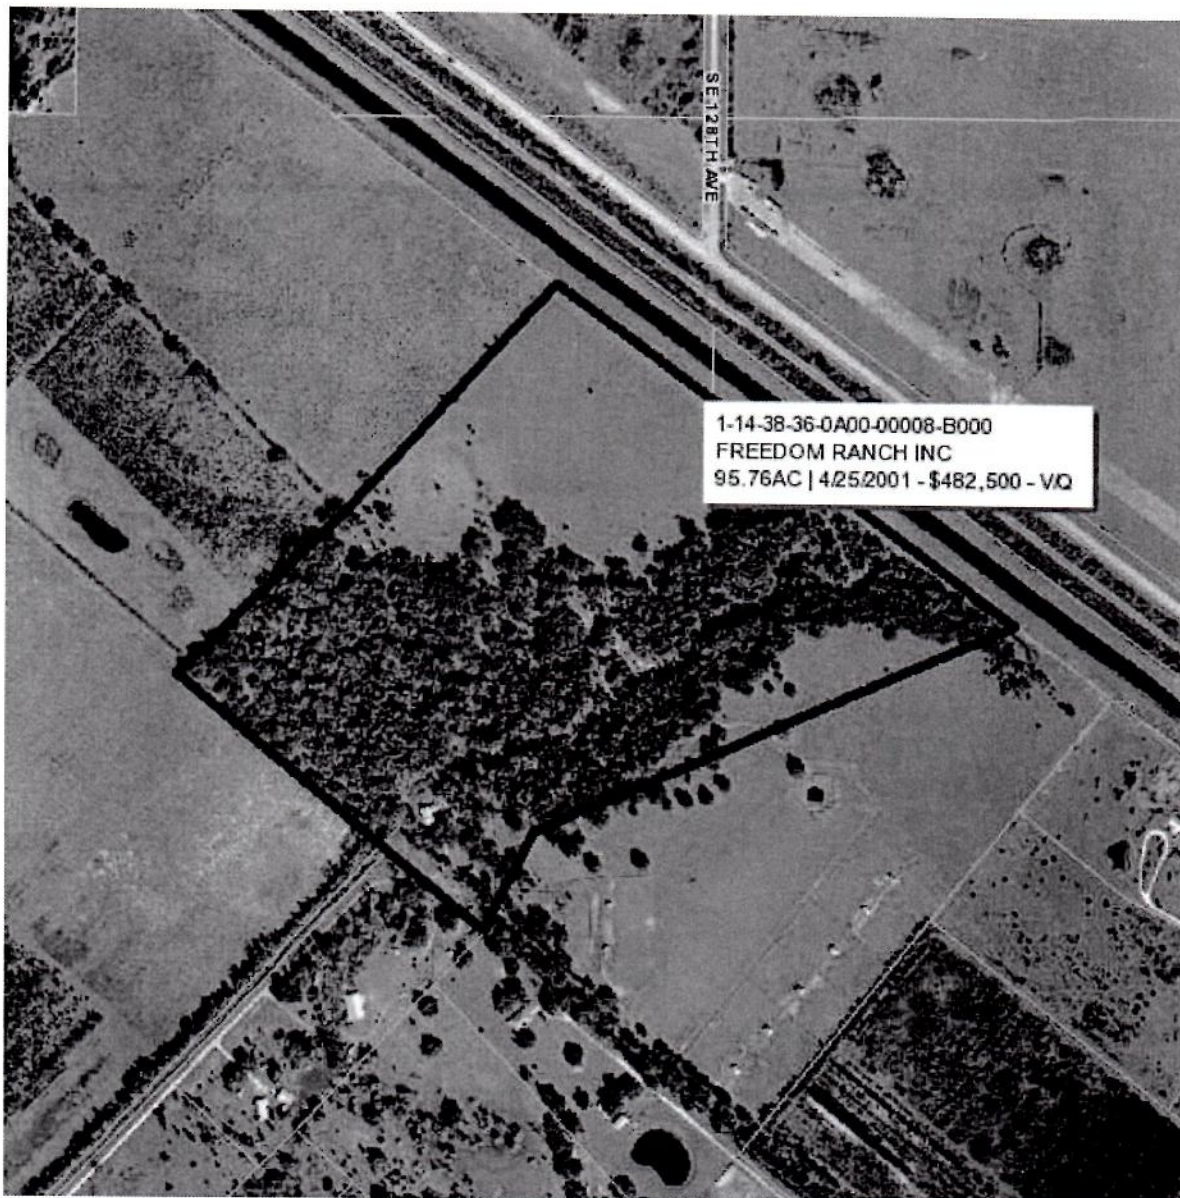 SE 128TH AVE
1-14-38-36-0A00-00008-B000
FREEDOM RANCH INC
95.76AC | 4/25/2001 - $482,500 - V/Q